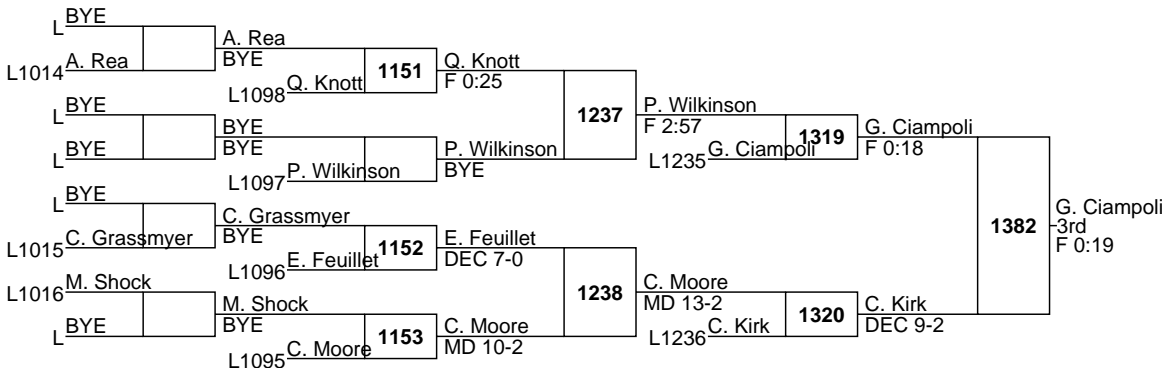 L BYE
L1014 A. Rea
A. Rea
BYE
L1098 Q. Knott
1151
Q. Knott
F 0:25
L BYE
L BYE
BYE
BYE
L1097 P. Wilkinson
P. Wilkinson
BYE
1237
P. Wilkinson
F 2:57
L1235 G. Ciampoli
1319
G. Ciampoli
F 0:18
L BYE
L1015 C. Grassmyer
C. Grassmyer
BYE
L1096 E. Feuillet
1152
E. Feuillet
DEC 7-0
L1016 M. Shock
L BYE
M. Shock
BYE
L1095 C. Moore
1153
C. Moore
MD 10-2
1238
C. Moore
MD 13-2
L1236 C. Kirk
1320
C. Kirk
DEC 9-2
1382
G. Ciampoli
3rd
F 0:19